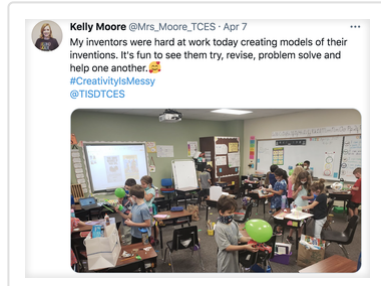 Kelly Moore @Mrs_Moore_TCES · Apr 7
My inventors were hard at work today creating models of their
inventions. It's fun to see them try, revise, problem solve and
help one another.🥰
#CreativityIsMessy
@TISDTCES